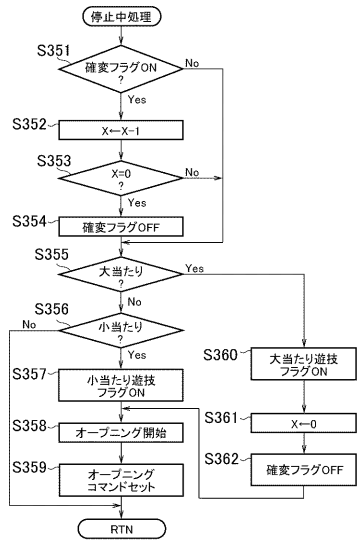 停止中処理
S351
確変フラグON
?
No
Yes
S352
X←X-1
S353
X=0
?
No
Yes
S354
確変フラグOFF
S355
大当たり
?
Yes
No
S356
小当たり
?
No
Yes
S357
小当たり遊技
フラグON
S358
オープニング開始
S359
オープニング
コマンドセット
S360
大当たり遊技
フラグON
S361
X←0
S362
確変フラグOFF
RTN